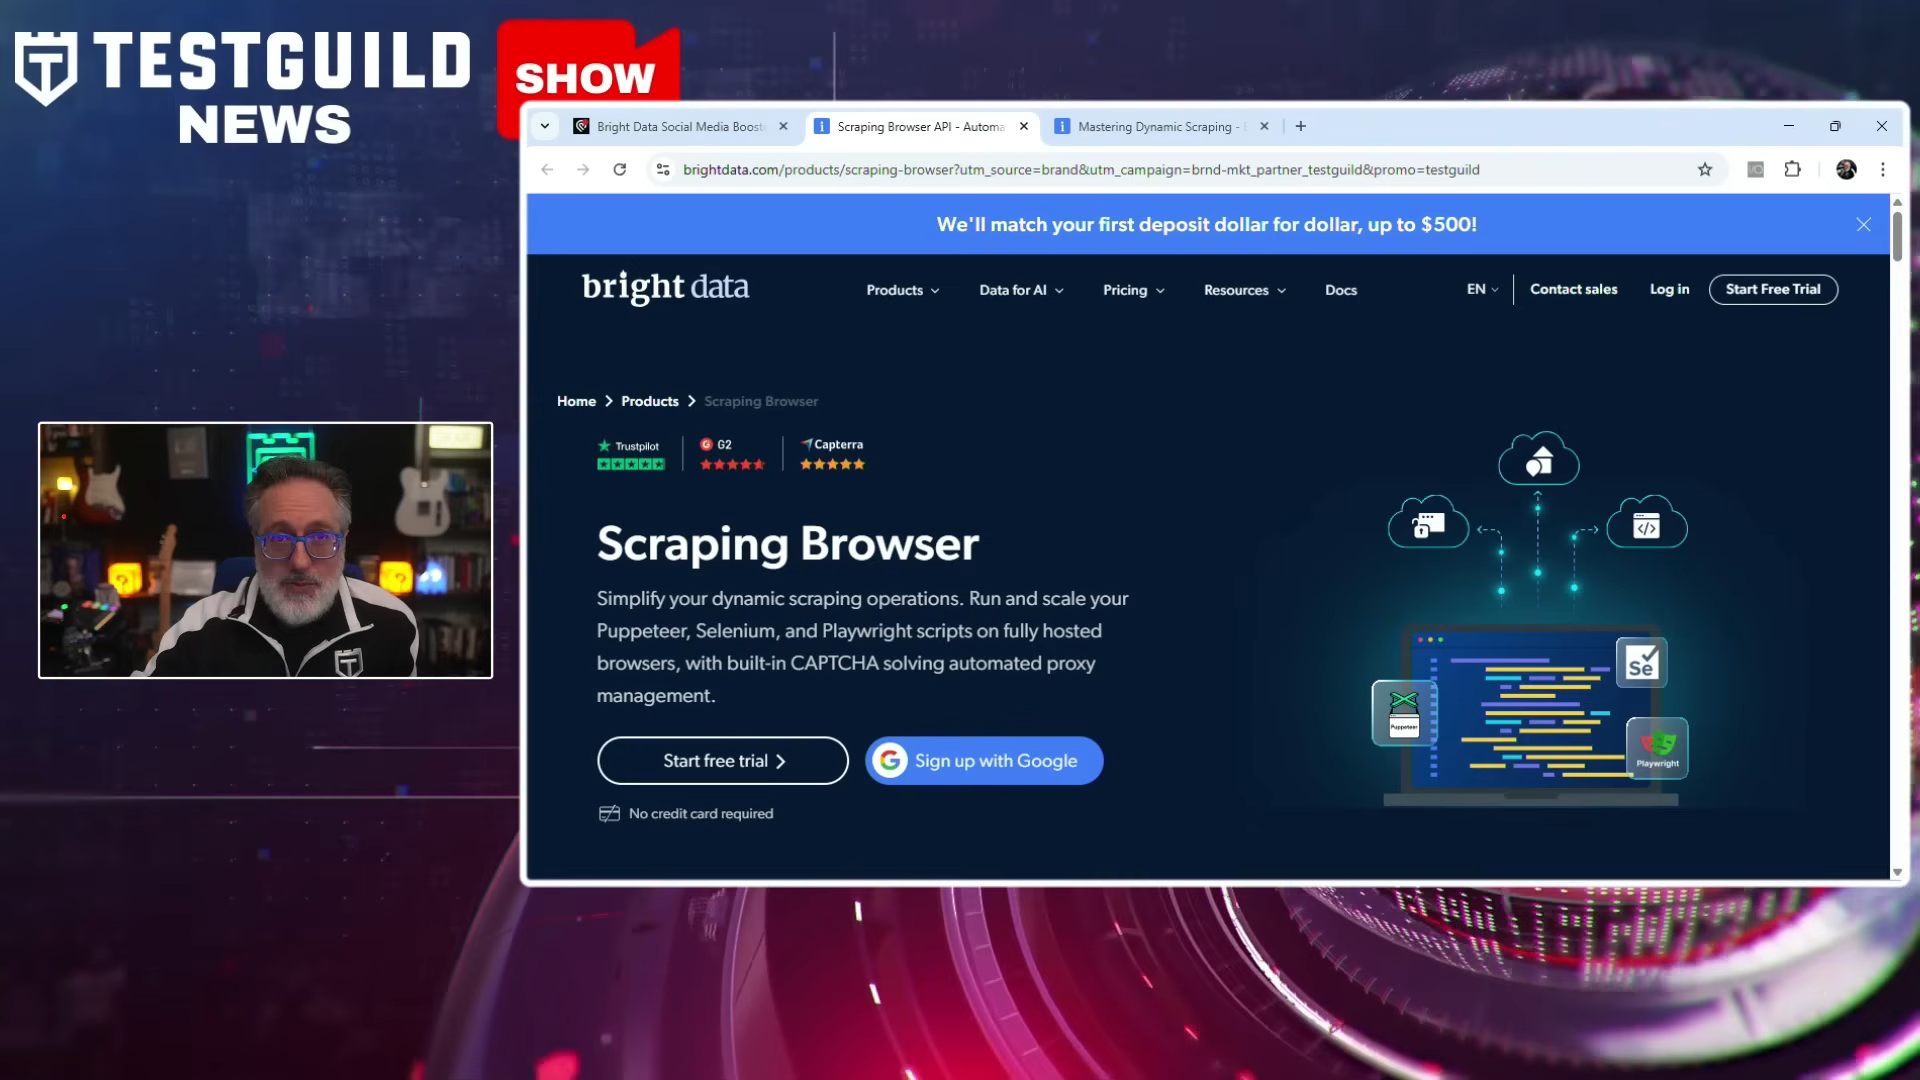 TESTGUILD
NEWS
SHOW
Bright Data Social Media Boost
Scraping Browser API - Automa
Mastering Dynamic Scraping -
brightdata.com/products/scraping-browser?utm_source=brand&utm_campaign=brnd-mkt_partner_testguild&promo=testguild
We'll match your first deposit dollar for dollar, up to $500!
bright data
Products
Data for AI
Pricing
Resources
Docs
EN
Contact sales
Log in
Start Free Trial
Home > Products > Scraping Browser
Trustpilot
G2
Capterra
Scraping Browser
Simplify your dynamic scraping operations. Run and scale your
Puppeteer, Selenium, and Playwright scripts on fully hosted
browsers, with built-in CAPTCHA solving automated proxy
management.
Start free trial >
Sign up with Google
No credit card required
Se
Puppeteer
Playwright